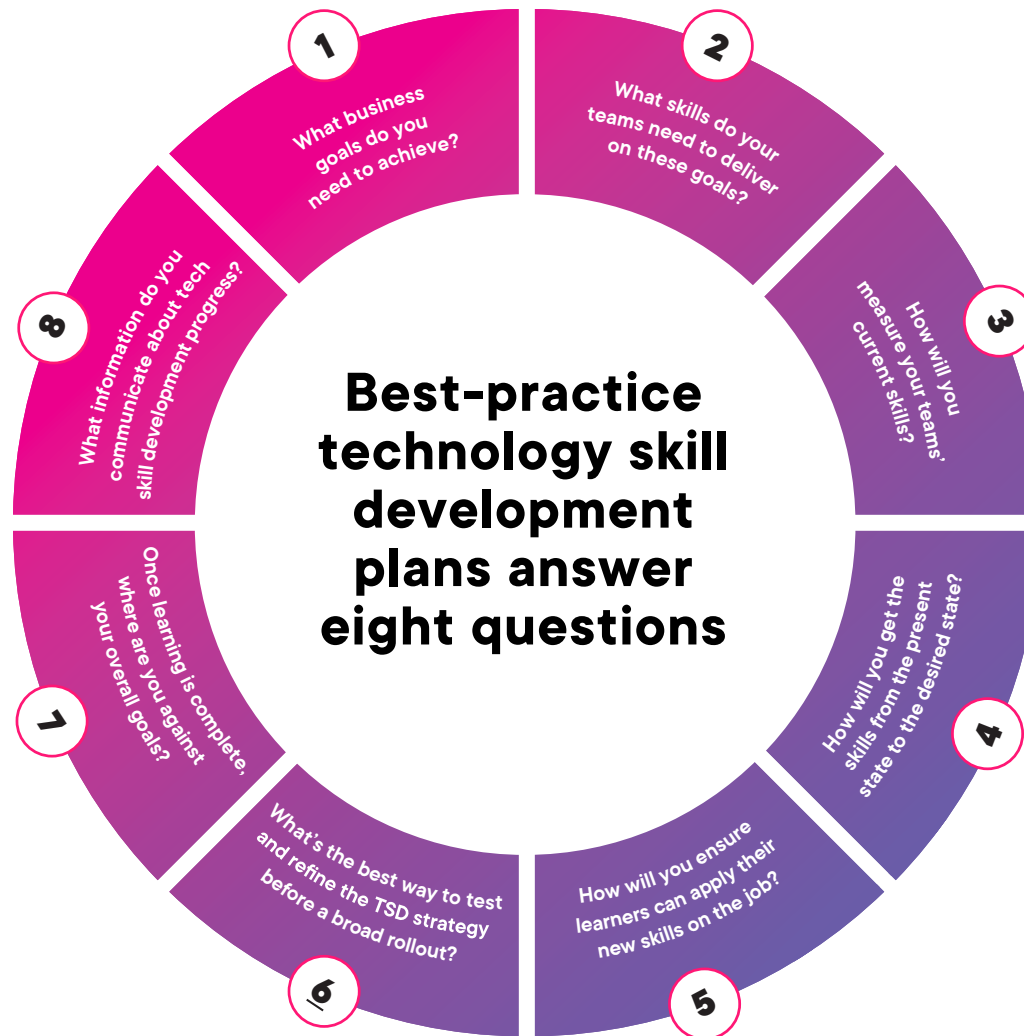 Best-practice
technology skill
development
plans answer
eight questions
1
What business
goals do you
need to achieve?
2
What skills do your
teams need to deliver
on these goals?
3
How will you
measure your teams’
current skills?
4
How will you get the
skills from the present
state to the desired state?
5
How will you ensure
learners can apply their
new skills on the job?
6
What’s the best way to test
and refine the TSD strategy
before a broad rollout?
7
Once learning is complete,
where are you against
your overall goals?
8
What information do you
communicate about tech
skill development progress?